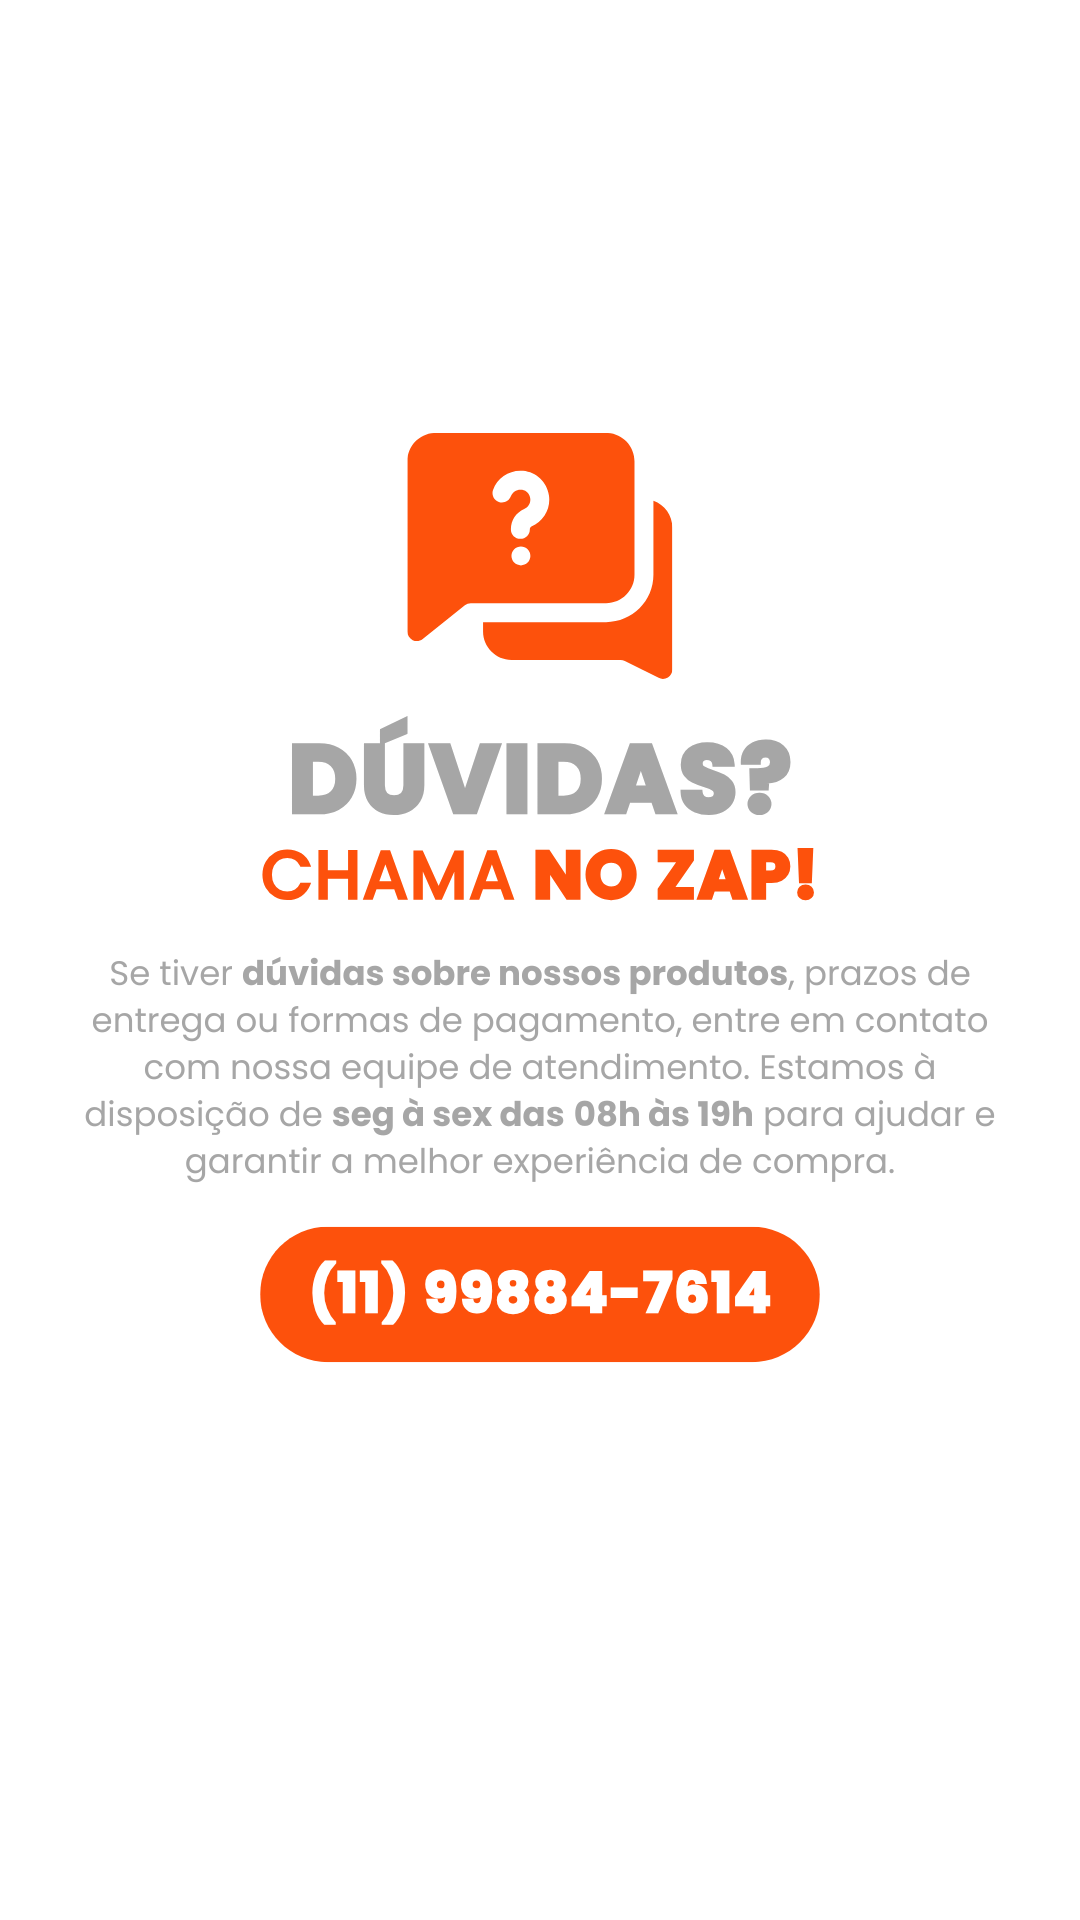 ?
DÚVIDAS?
CHAMA NO ZAP!
Se tiver dúvidas sobre nossos produtos, prazos de
entrega ou formas de pagamento, entre em contato
com nossa equipe de atendimento. Estamos à
disposição de seg à sex das 08h às 19h para ajudar e
garantir a melhor experiência de compra.
(11) 99884-7614